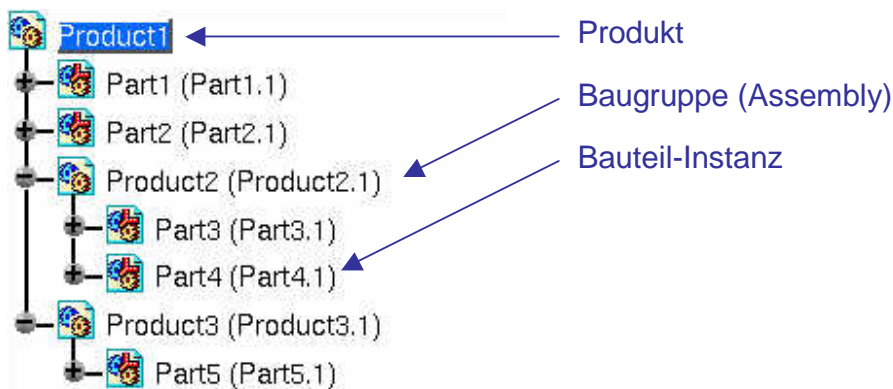 Product1
Produkt
Part1 (Part1.1)
Baugruppe (Assembly)
Part2 (Part2.1)
Bauteil-Instanz
Product2 (Product2.1)
Part3 (Part3.1)
Part4 (Part4.1)
Product3 (Product3.1)
Part5 (Part5.1)